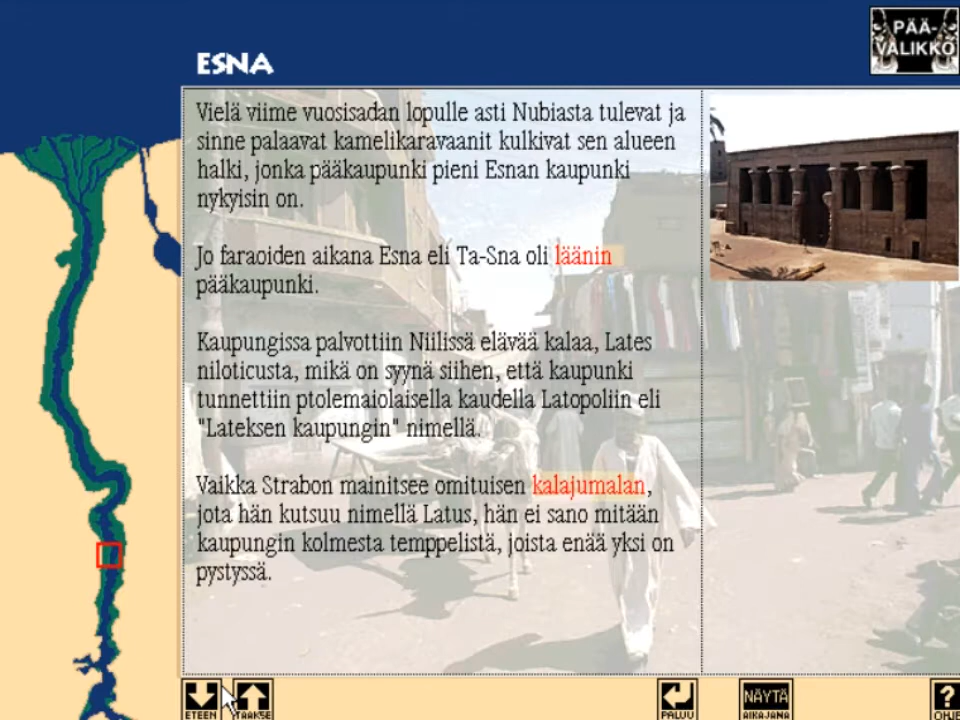 PÄÄ-
VALIKKO
ESNA
Vielä viime vuosisadan lopulle asti Nubiasta tulevat ja
sinne palaavat kamelikaravaanit kulkivat sen alueen
halki, jonka pääkaupunki pieni Esnan kaupunki
nykyisin on.
Jo faraoiden aikana Esna eli Ta-Sna oli läänin
pääkaupunki.
Kaupungissa palvottiin Niilissä elävää kalaa, Lates
niloticusta, mikä on syynä siihen, että kaupunki
tunnettiin ptolemaiolaisella kaudella Latopoliin eli
"Lateksen kaupungin" nimellä.
Vaikka Strabon mainitsee omituisen kalajumalan,
jota hän kutsuu nimellä Latus, hän ei sano mitään
kaupungin kolmesta temppelistä, joista enää yksi on
pystyssä.
ETEEN TAAKSE PALUU NÄYTÄ
AIKAJANA